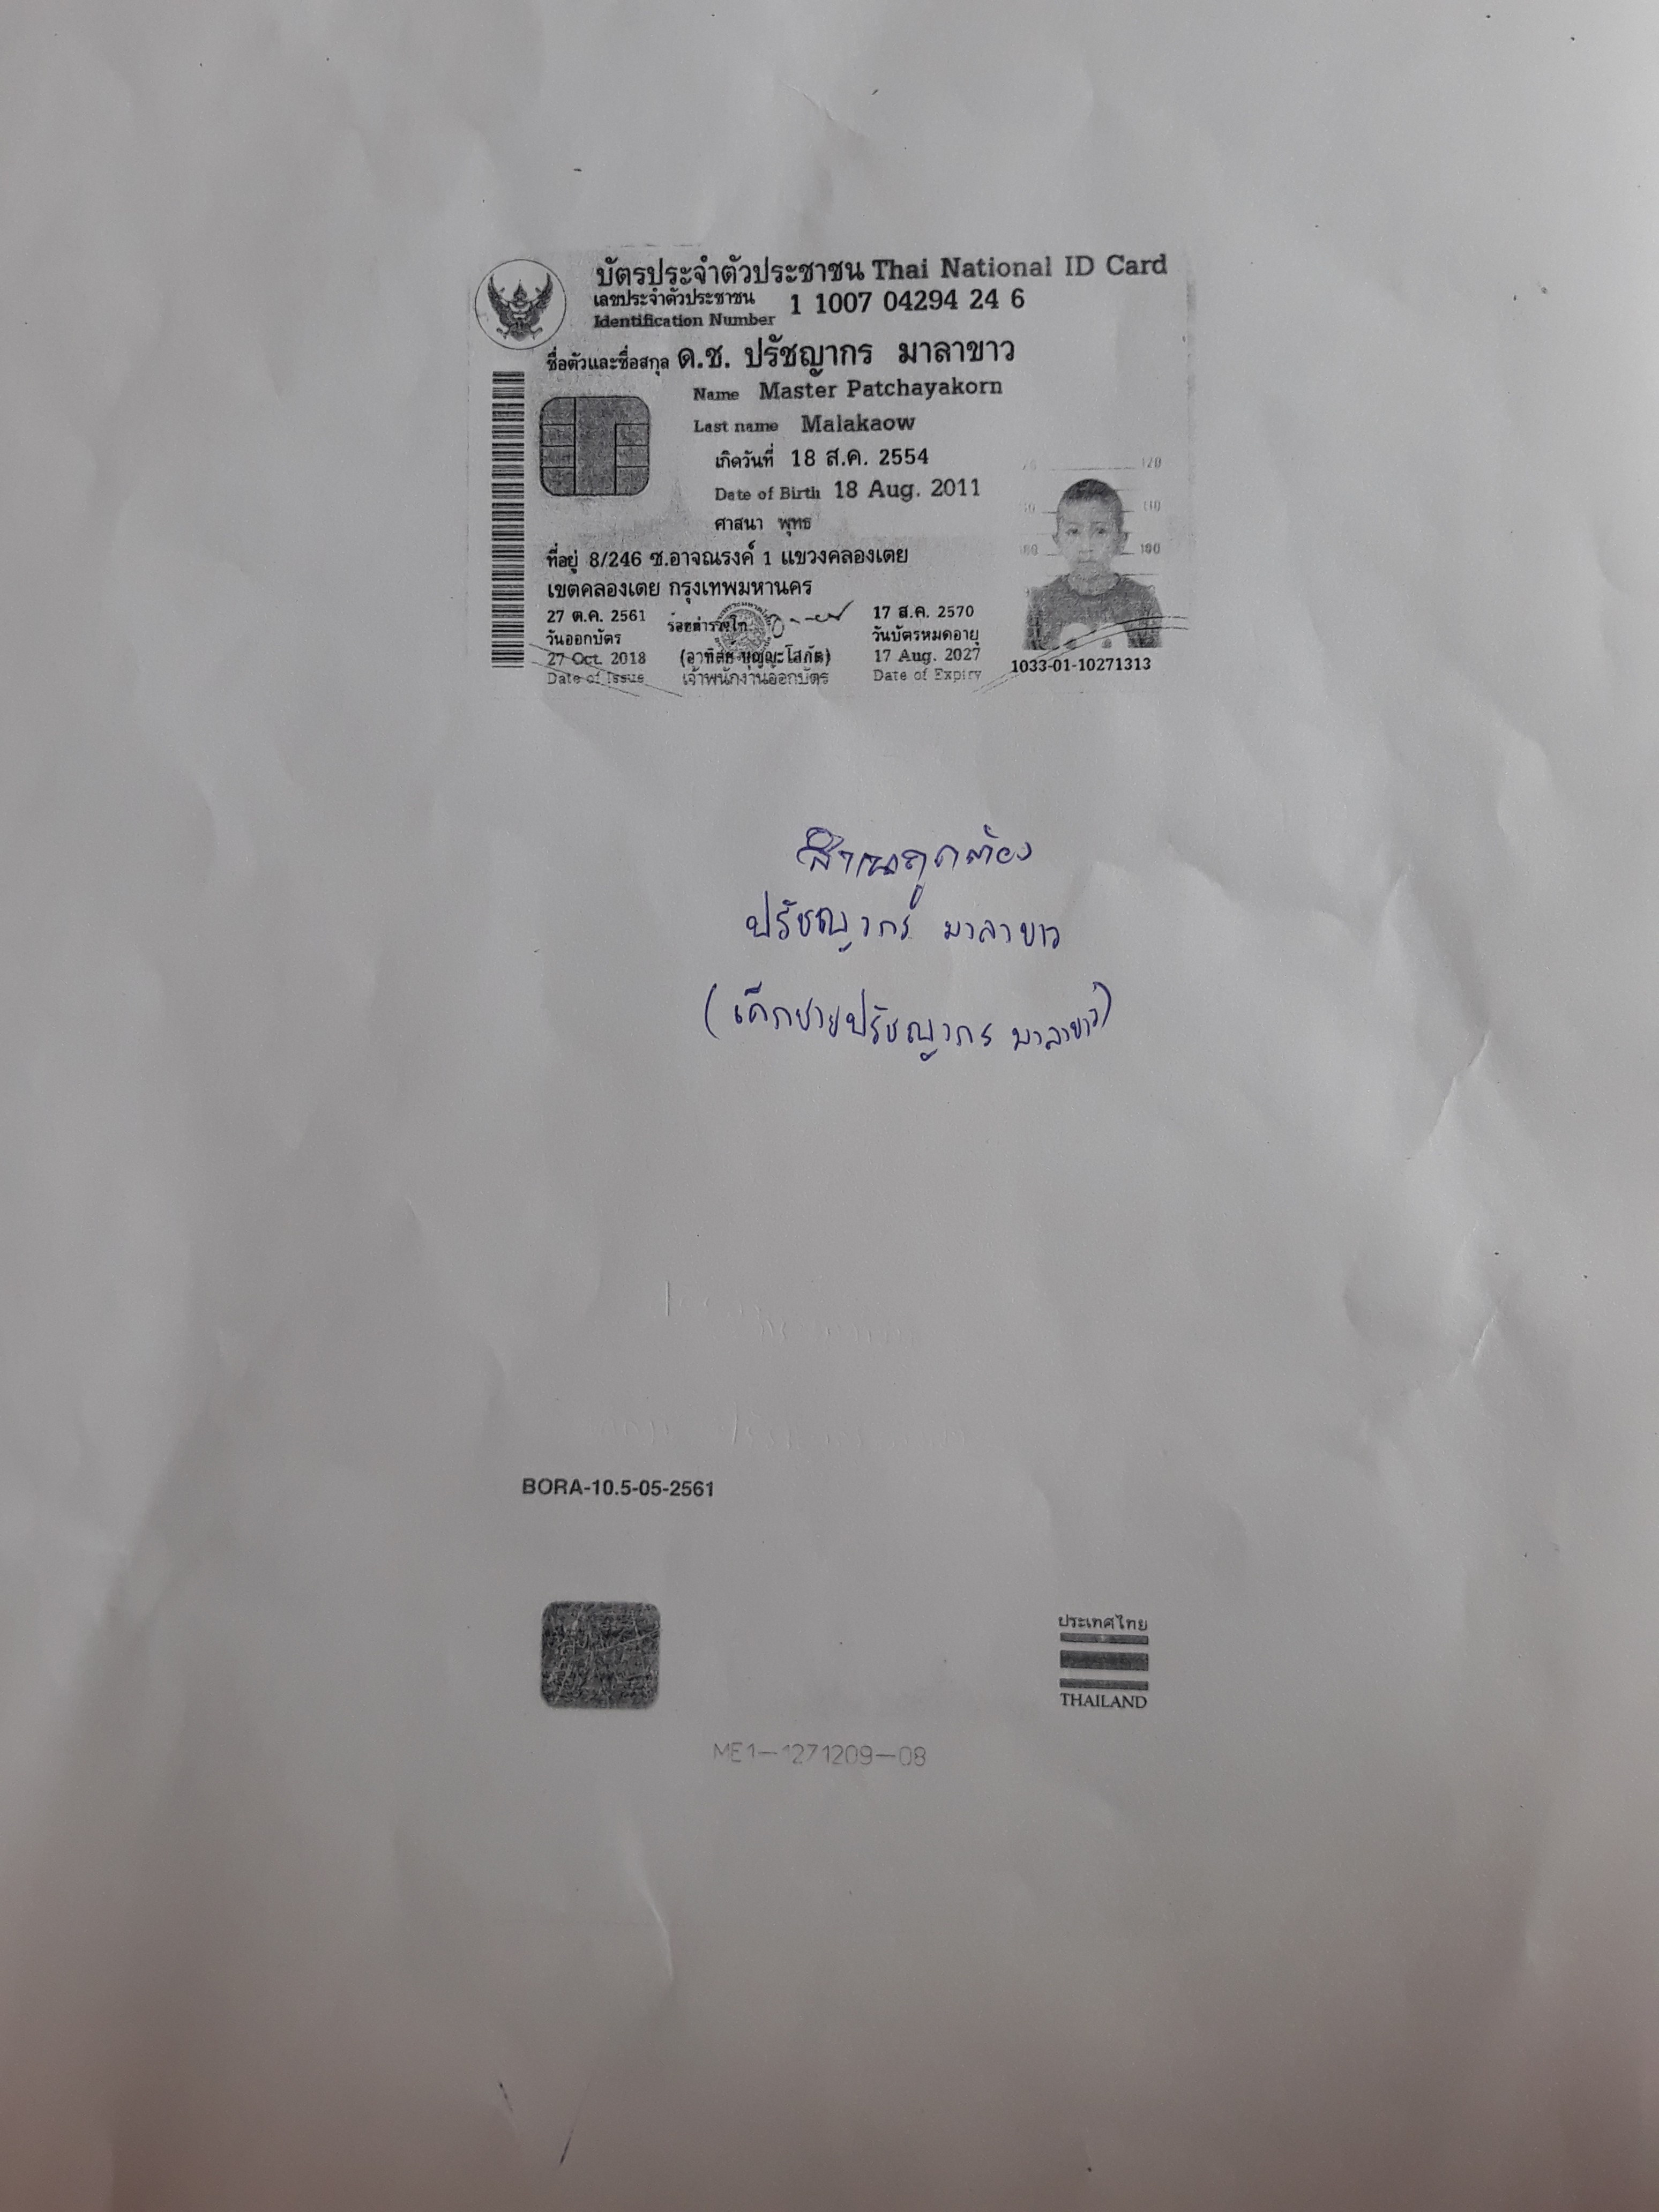 บัตรประจำตัวประชาชน Thai National ID Card
เลขประจำตัวประชาชน
Identification Number 1 1007 04294 24 6
ชื่อตัวและชื่อสกุล ด.ช. ปรัชญากร มาลาขาว
Name Master Patchayakorn
Last name Malakaow
เกิดวันที่ 18 ส.ค. 2554
Date of Birth 18 Aug. 2011
ศาสนา พุทธ
ที่อยู่ 8/246 ซ.อาจณรงค์ 1 แขวงคลองเตย
เขตคลองเตย กรุงเทพมหานคร
27 ต.ค. 2561
วันออกบัตร
27 Oct. 2018
Date of Issue
ร้อยตำรวจโท
เจ้าพนักงานออกบัตร
17 ส.ค. 2570
วันบัตรหมดอายุ
17 Aug. 2027
Date of Expiry
120
110
100
1033-01-10271313
สำเนาถูกต้อง
ปรัชญากร มาลาขาว
(เด็กชายปรัชญากร มาลาขาว)
BORA-10.5-05-2561
ประเทศไทย
THAILAND
ME1-1271209-08